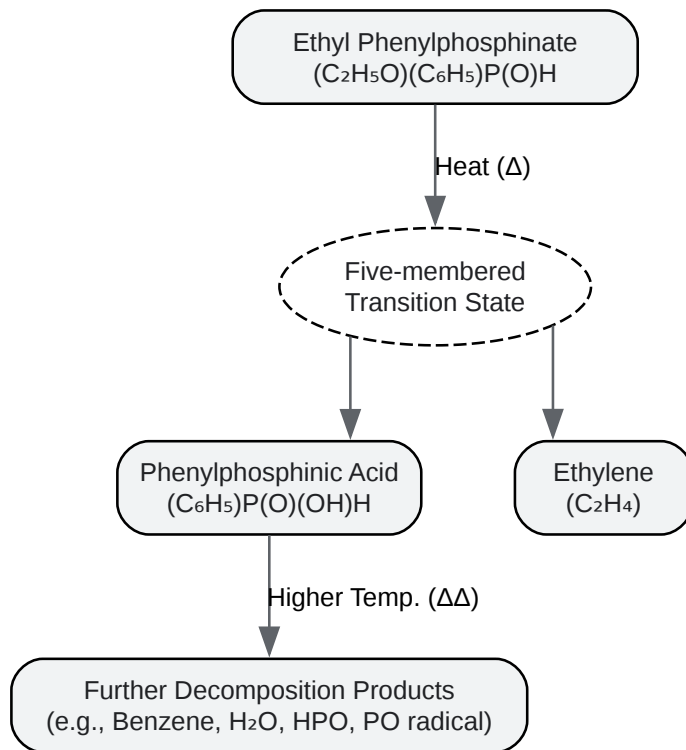 Ethyl Phenylphosphinate
(C₂H₅O)(C₆H₅)P(O)H
Heat (Δ)
Five-membered
Transition State
Phenylphosphinic Acid
(C₆H₅)P(O)(OH)H
Ethylene
(C₂H₄)
Higher Temp. (ΔΔ)
Further Decomposition Products
(e.g., Benzene, H₂O, HPO, PO radical)